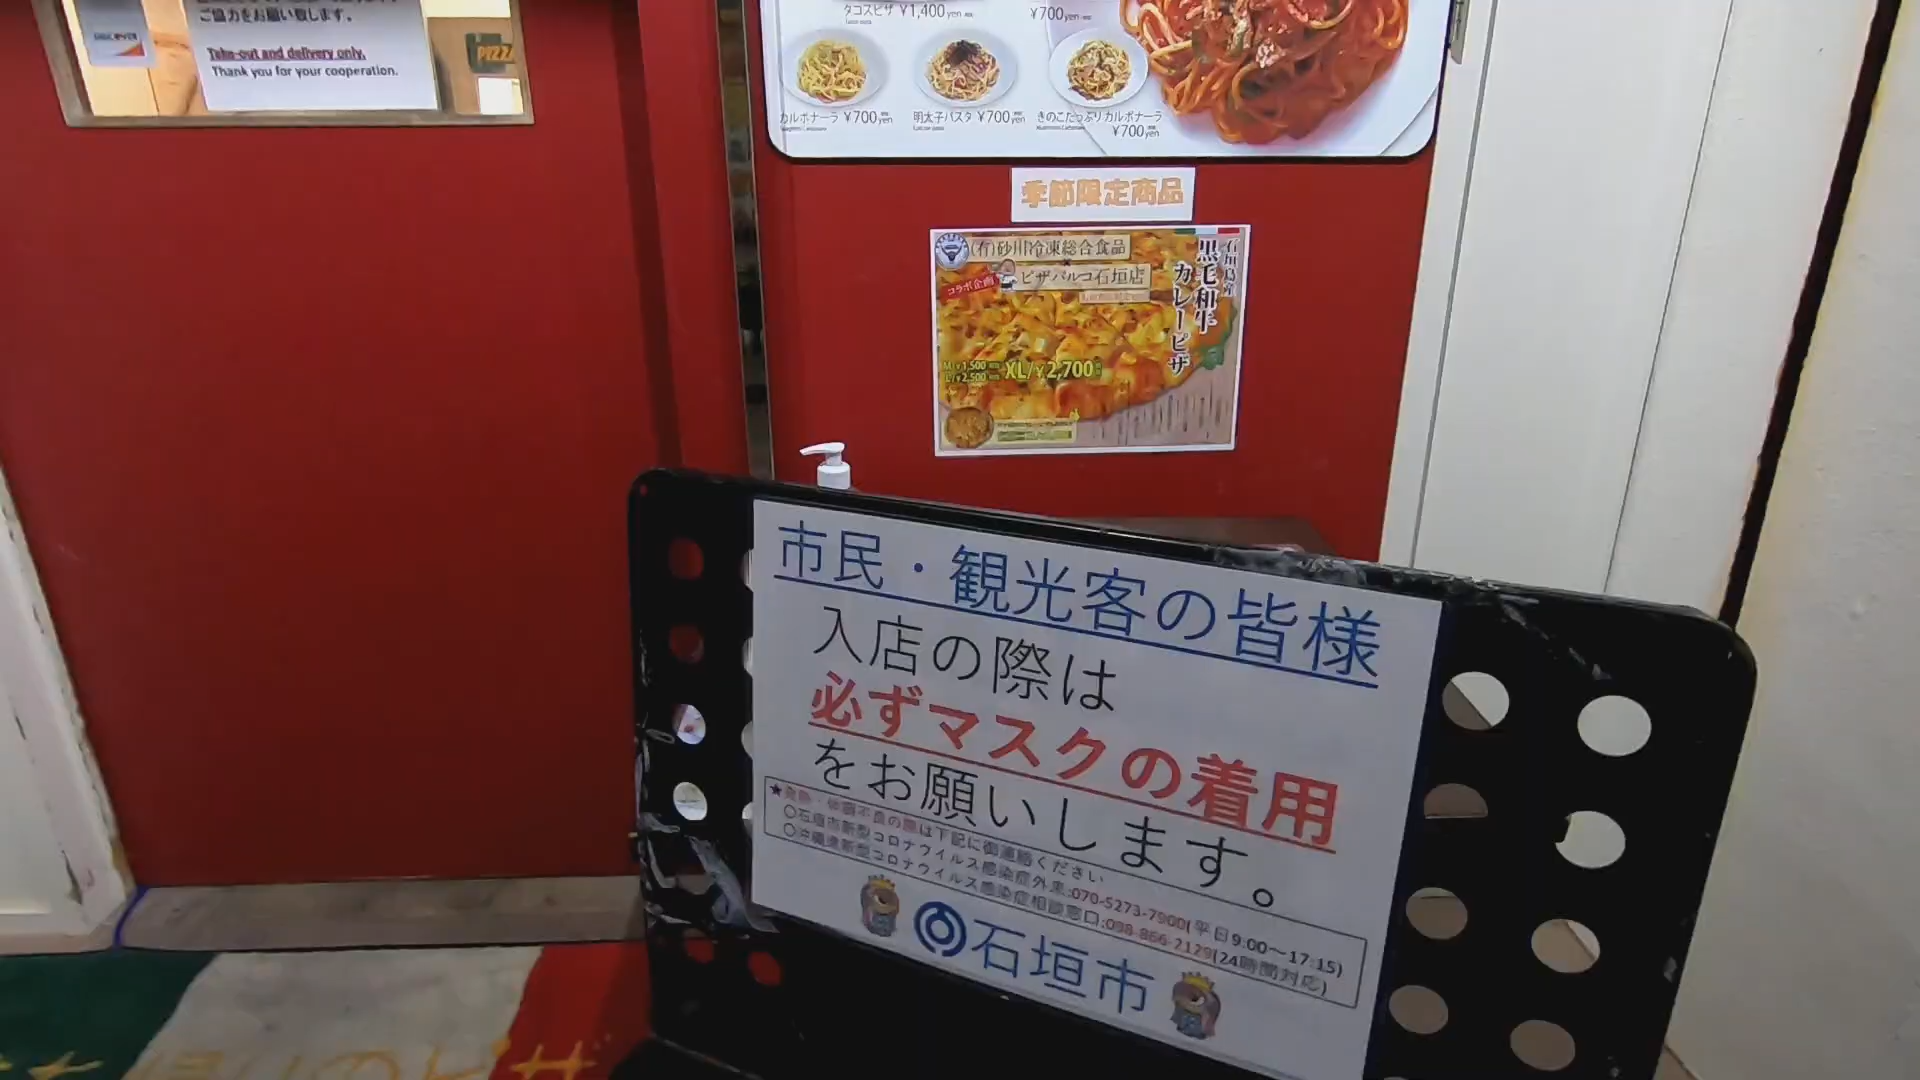 ご協力をお願い致します。
Take-out and delivery only.
Thank you for your cooperation.
DISCOVER
PIZZA
タコスピザ ¥1,400yen
¥700yen
カルボナーラ ¥700yen
明太子パスタ ¥700yen
きのこたっぷりカルボナーラ
¥700yen
季節限定商品
(有)砂川冷凍総合食品
×
ピザパルコ石垣店
コラボ企画
石垣島産
黒毛和牛
カレーピザ
M/¥1,500
L/¥2,500
XL/¥2,700
市民・観光客の皆様
入店の際は
必ずマスクの着用
をお願いします。
★発熱・体調不良の際は下記に御連絡ください
〇石垣市新型コロナウイルス感染症外来:070-5273-7900(平日9:00～17:15)
〇沖縄県新型コロナウイルス感染症相談窓口:098-866-2129(24時間対応)
石垣市